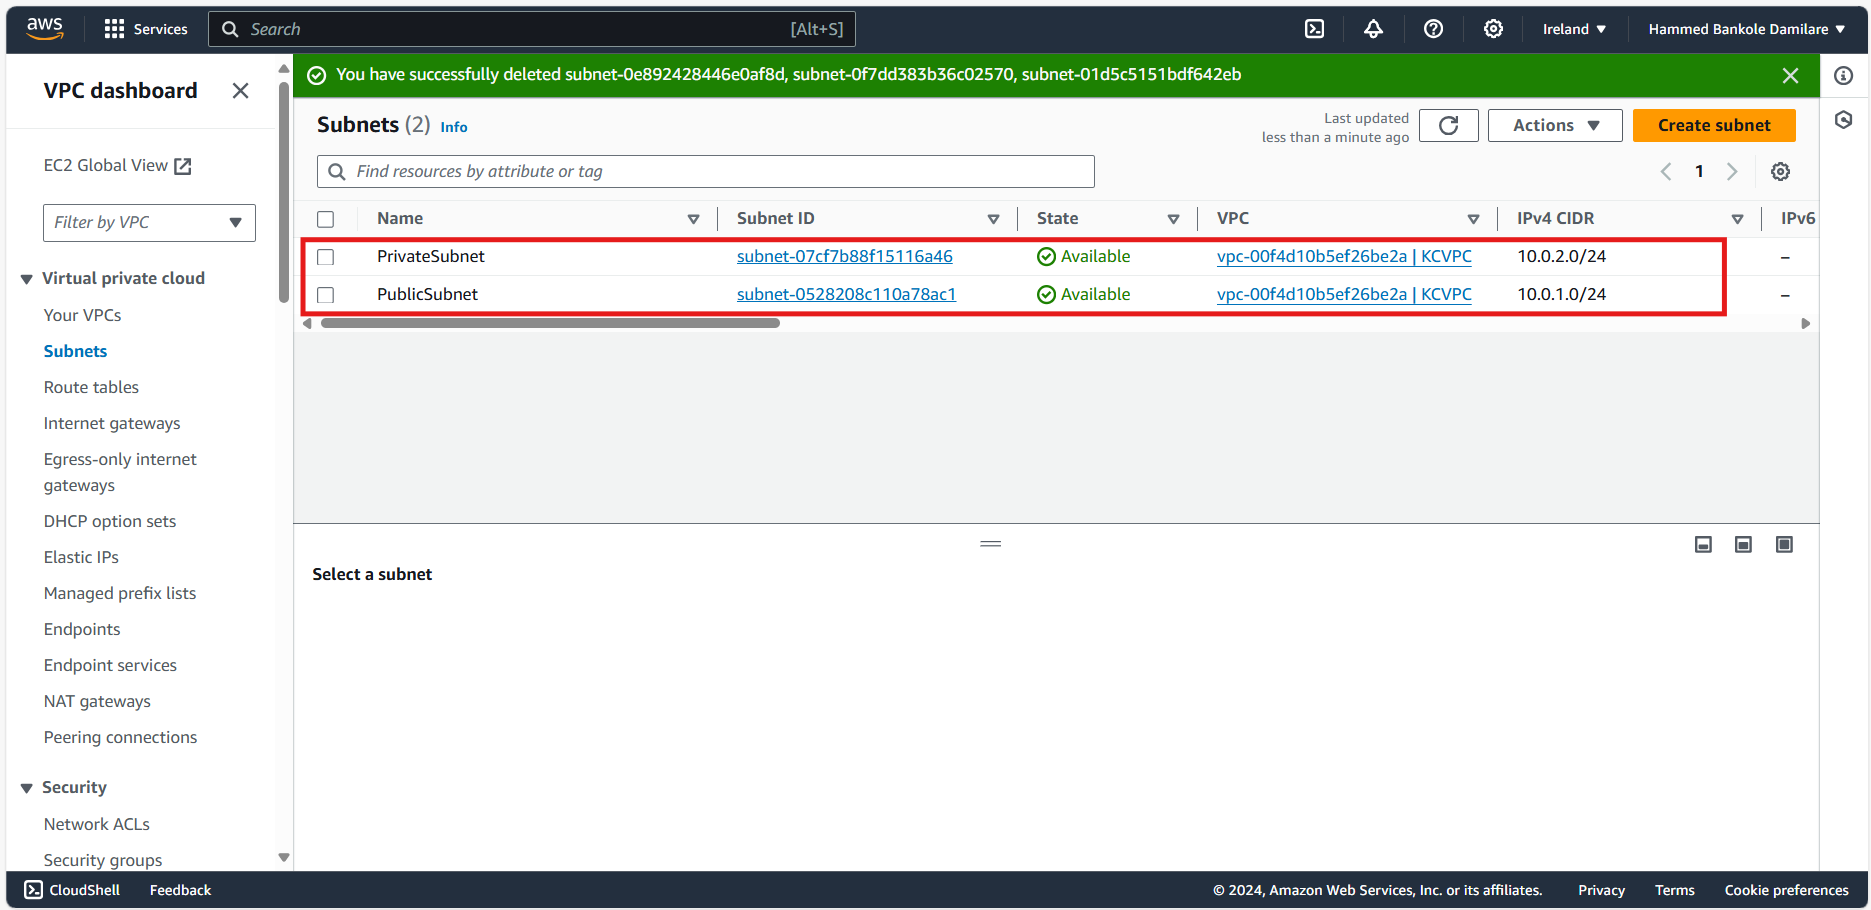 aws
Services
Search
[Alt+S]
Ireland
Hammed Bankole Damilare
VPC dashboard
EC2 Global View
Filter by VPC
Virtual private cloud
Your VPCs
Subnets
Route tables
Internet gateways
Egress-only internet
gateways
DHCP option sets
Elastic IPs
Managed prefix lists
Endpoints
Endpoint services
NAT gateways
Peering connections
Security
Network ACLs
Security groups
You have successfully deleted subnet-0e892428446e0af8d, subnet-0f7dd383b36c02570, subnet-01d5c5151bdf642eb
Subnets (2) Info
Last updated
less than a minute ago
Actions
Create subnet
Find resources by attribute or tag
1
Name Subnet ID State VPC IPv4 CIDR IPv6
PrivateSubnet subnet-07cf7b88f15116a46 Available vpc-00f4d10b5ef26be2a | KCVPC 10.0.2.0/24 –
PublicSubnet subnet-0528208c110a78ac1 Available vpc-00f4d10b5ef26be2a | KCVPC 10.0.1.0/24 –
Select a subnet
CloudShell
Feedback
© 2024, Amazon Web Services, Inc. or its affiliates.
Privacy
Terms
Cookie preferences